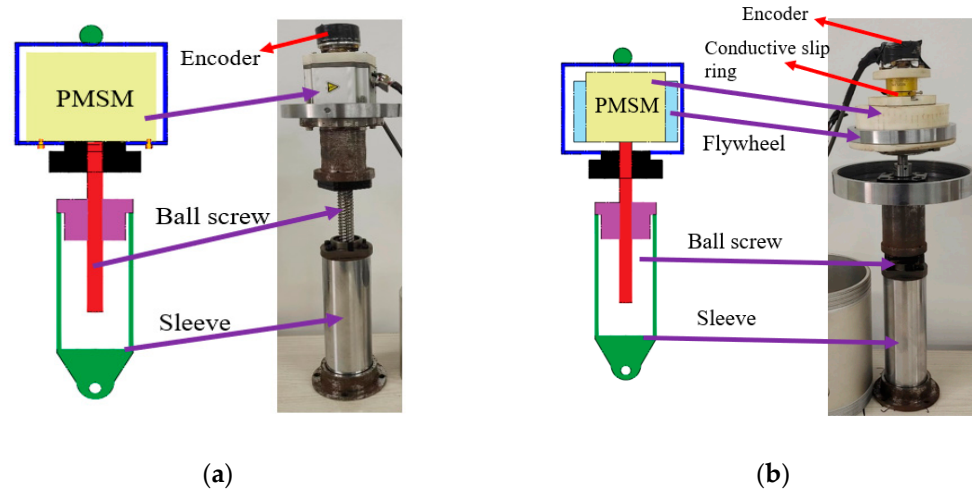 Encoder
PMSM
Ball screw
Sleeve
(a)
Encoder
Conductive slip
ring
PMSM
Flywheel
Ball screw
Sleeve
(b)